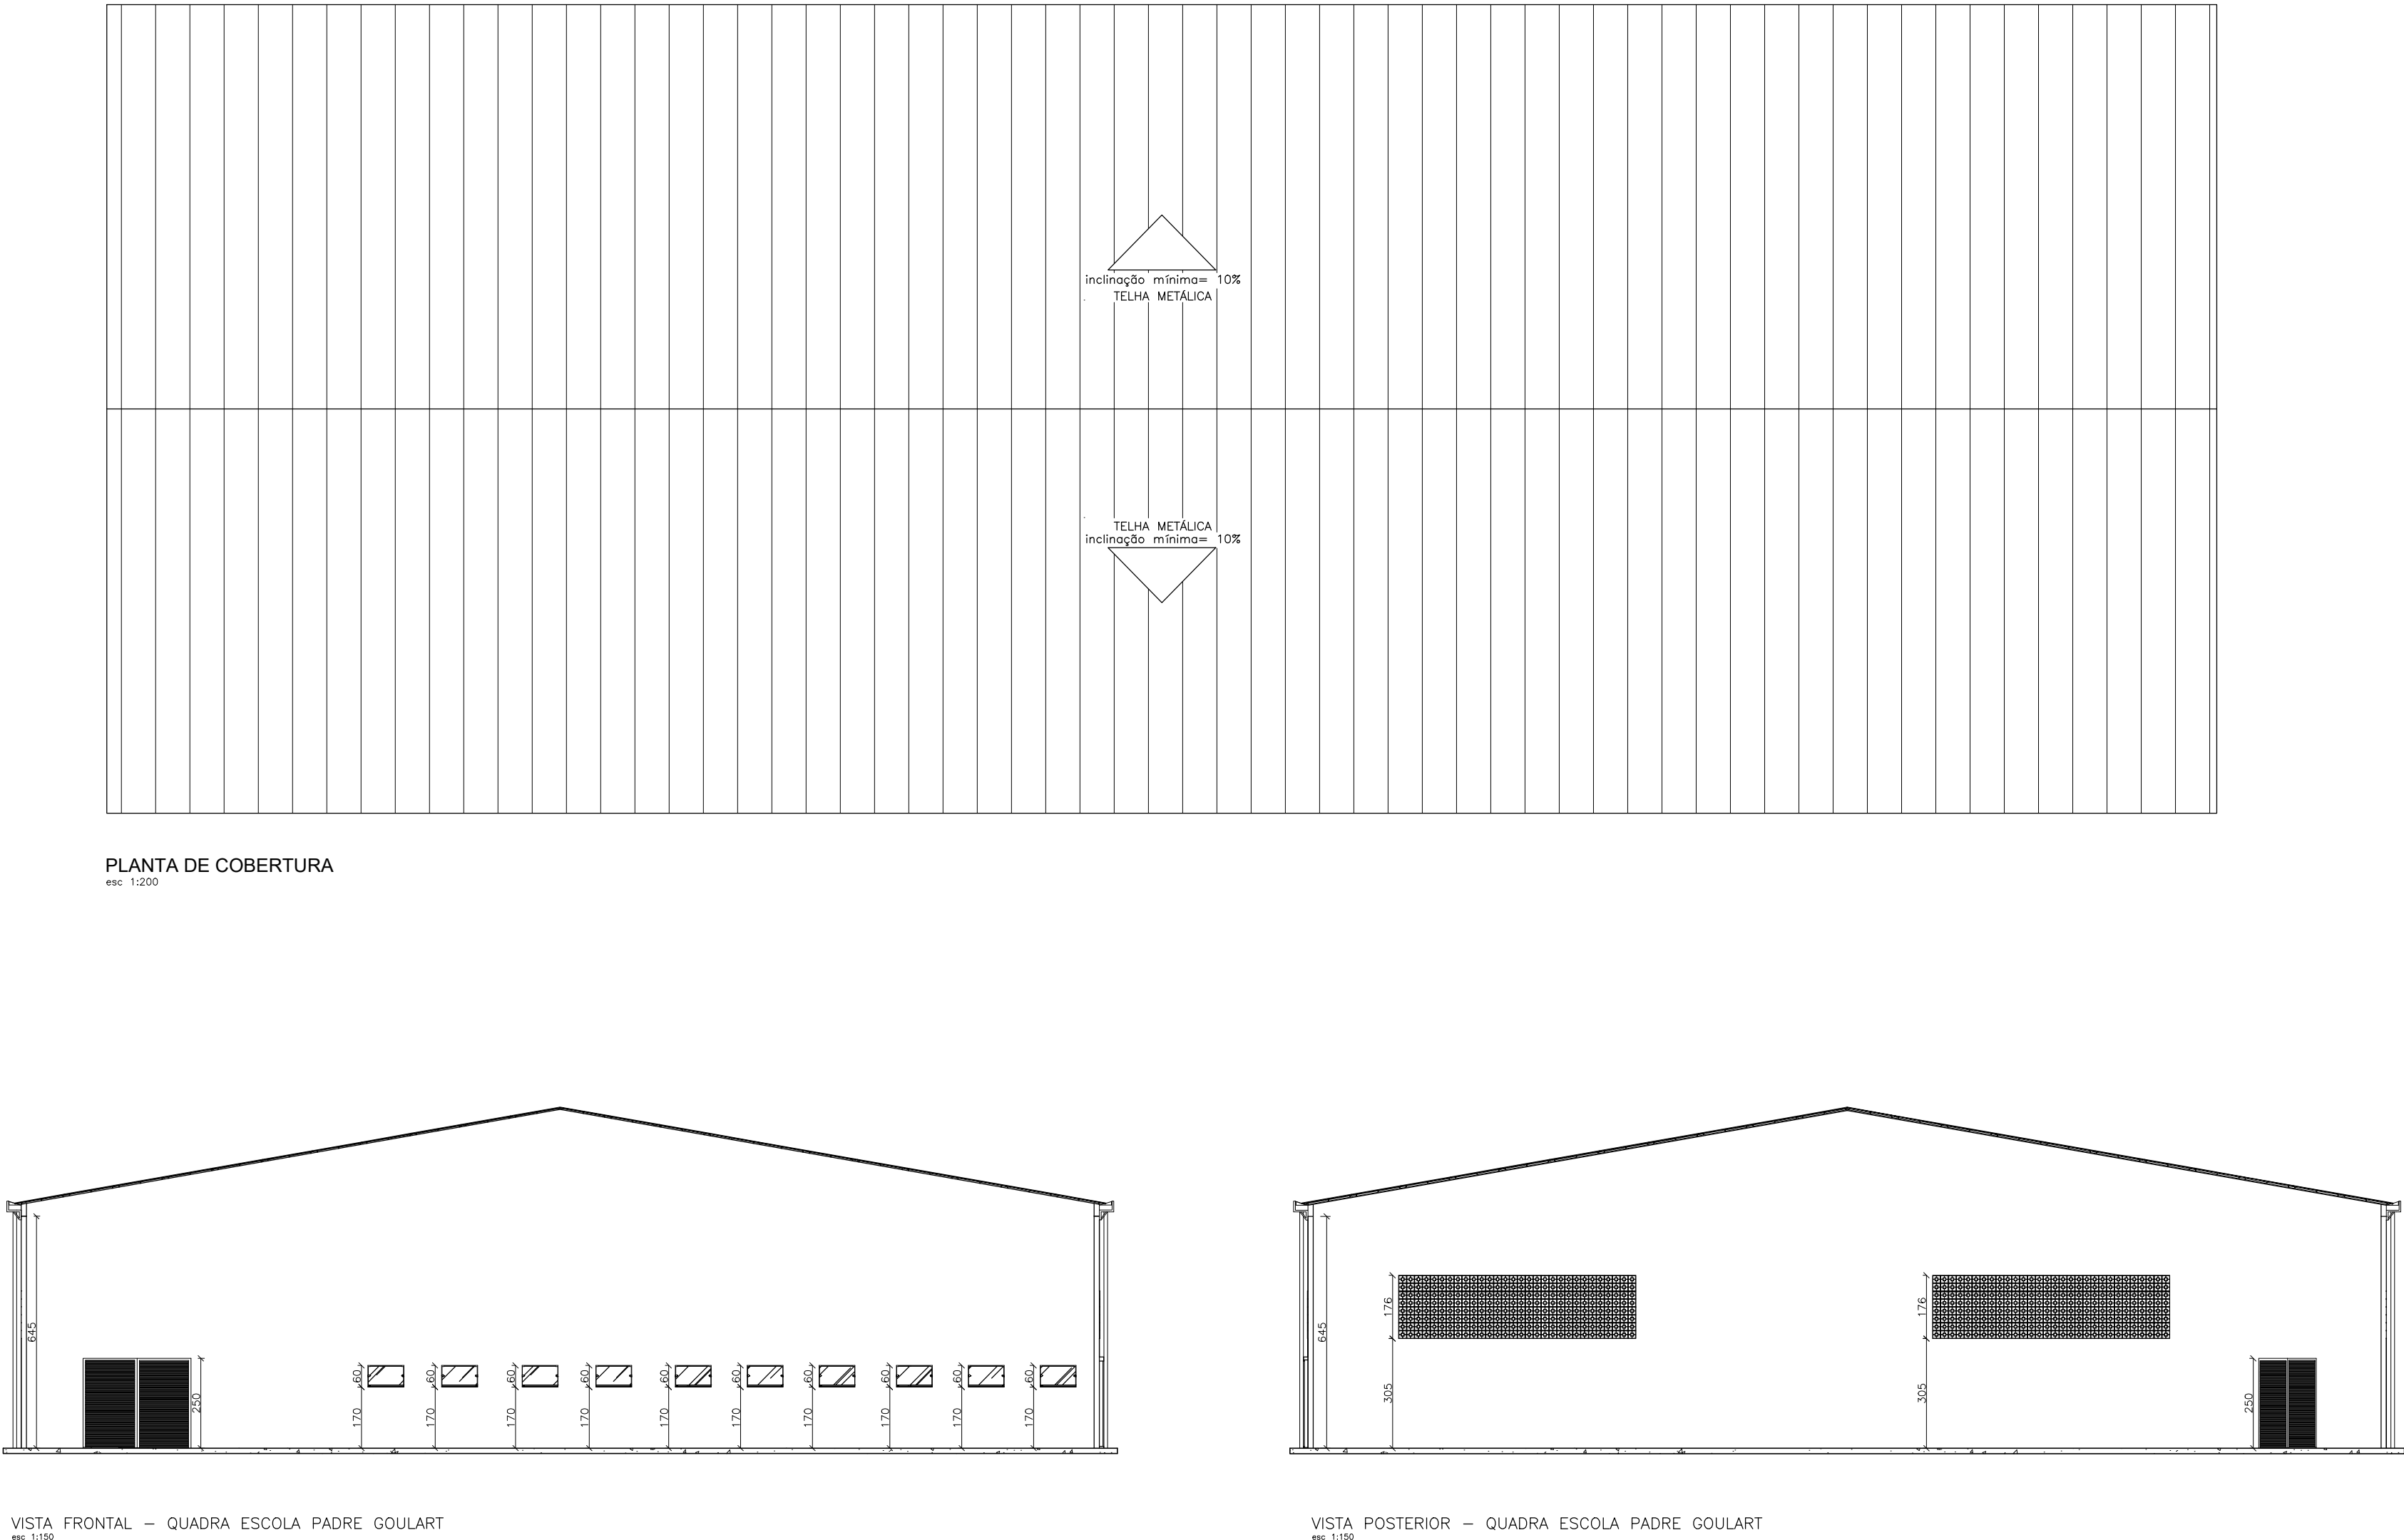 inclinação mínima= 10%
TELHA METÁLICA
TELHA METÁLICA
inclinação mínima= 10%
PLANTA DE COBERTURA
esc 1:200
645
250
60 60 60 60 60 60 60 60 60 60
170 170 170 170 170 170 170 170 170 170
645
176 176
305 305
250
VISTA FRONTAL – QUADRA ESCOLA PADRE GOULART
esc 1:150
VISTA POSTERIOR – QUADRA ESCOLA PADRE GOULART
esc 1:150